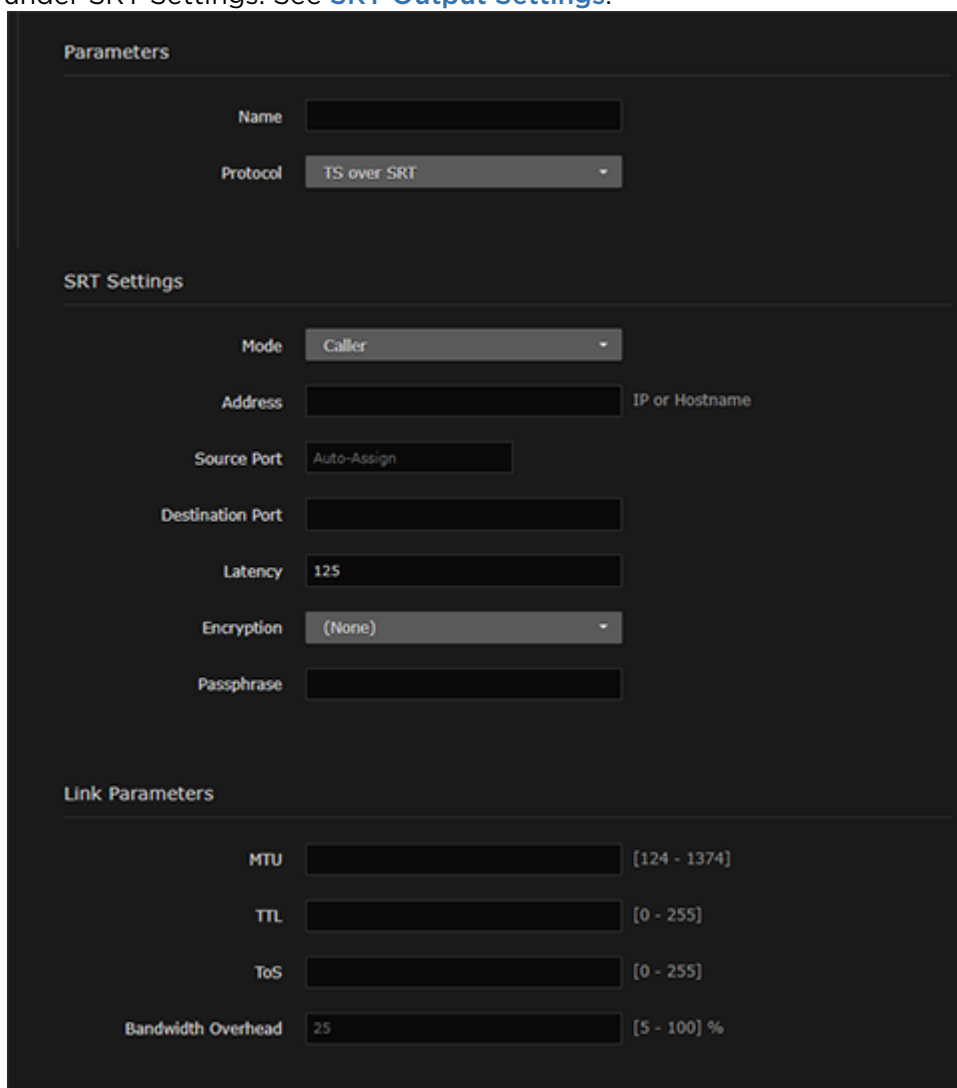 under SRT Settings. See SRT Output Settings.
Parameters
Name
Protocol TS over SRT
SRT Settings
Mode Caller
Address IP or Hostname
Source Port Auto-Assign
Destination Port
Latency 125
Encryption (None)
Passphrase
Link Parameters
MTU [124 - 1374]
TTL [0 - 255]
ToS [0 - 255]
Bandwidth Overhead 25 [5 - 100] %